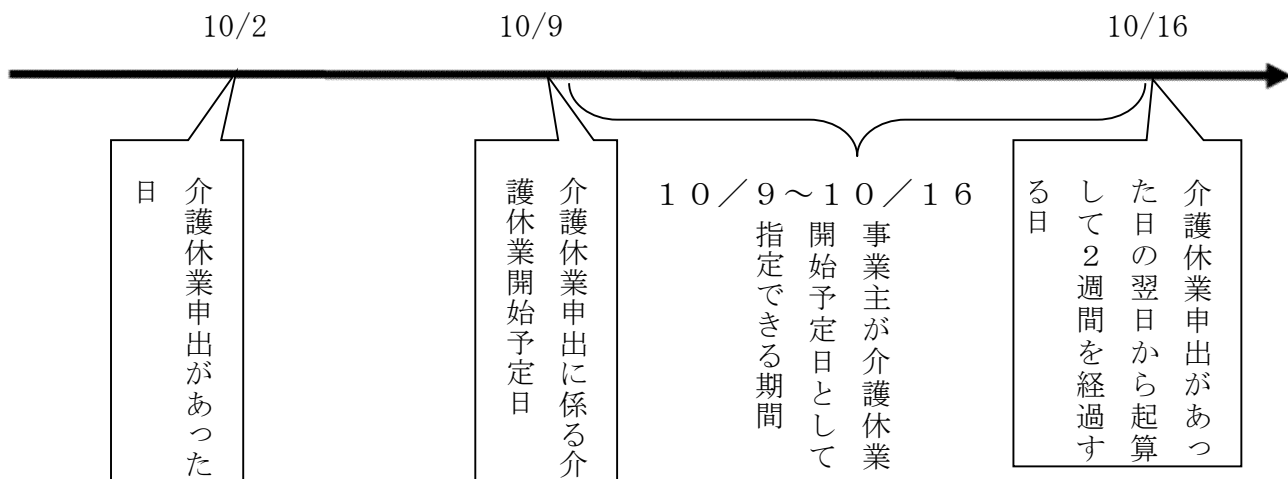 10/2
10/9
10/16
介護休業申出があった
日
介護休業申出に係る介
護休業開始予定日
10／9～10／16
事業主が介護休業
開始予定日として
指定できる期間
介護休業申出があっ
た日の翌日から起算
して２週間を経過す
る日